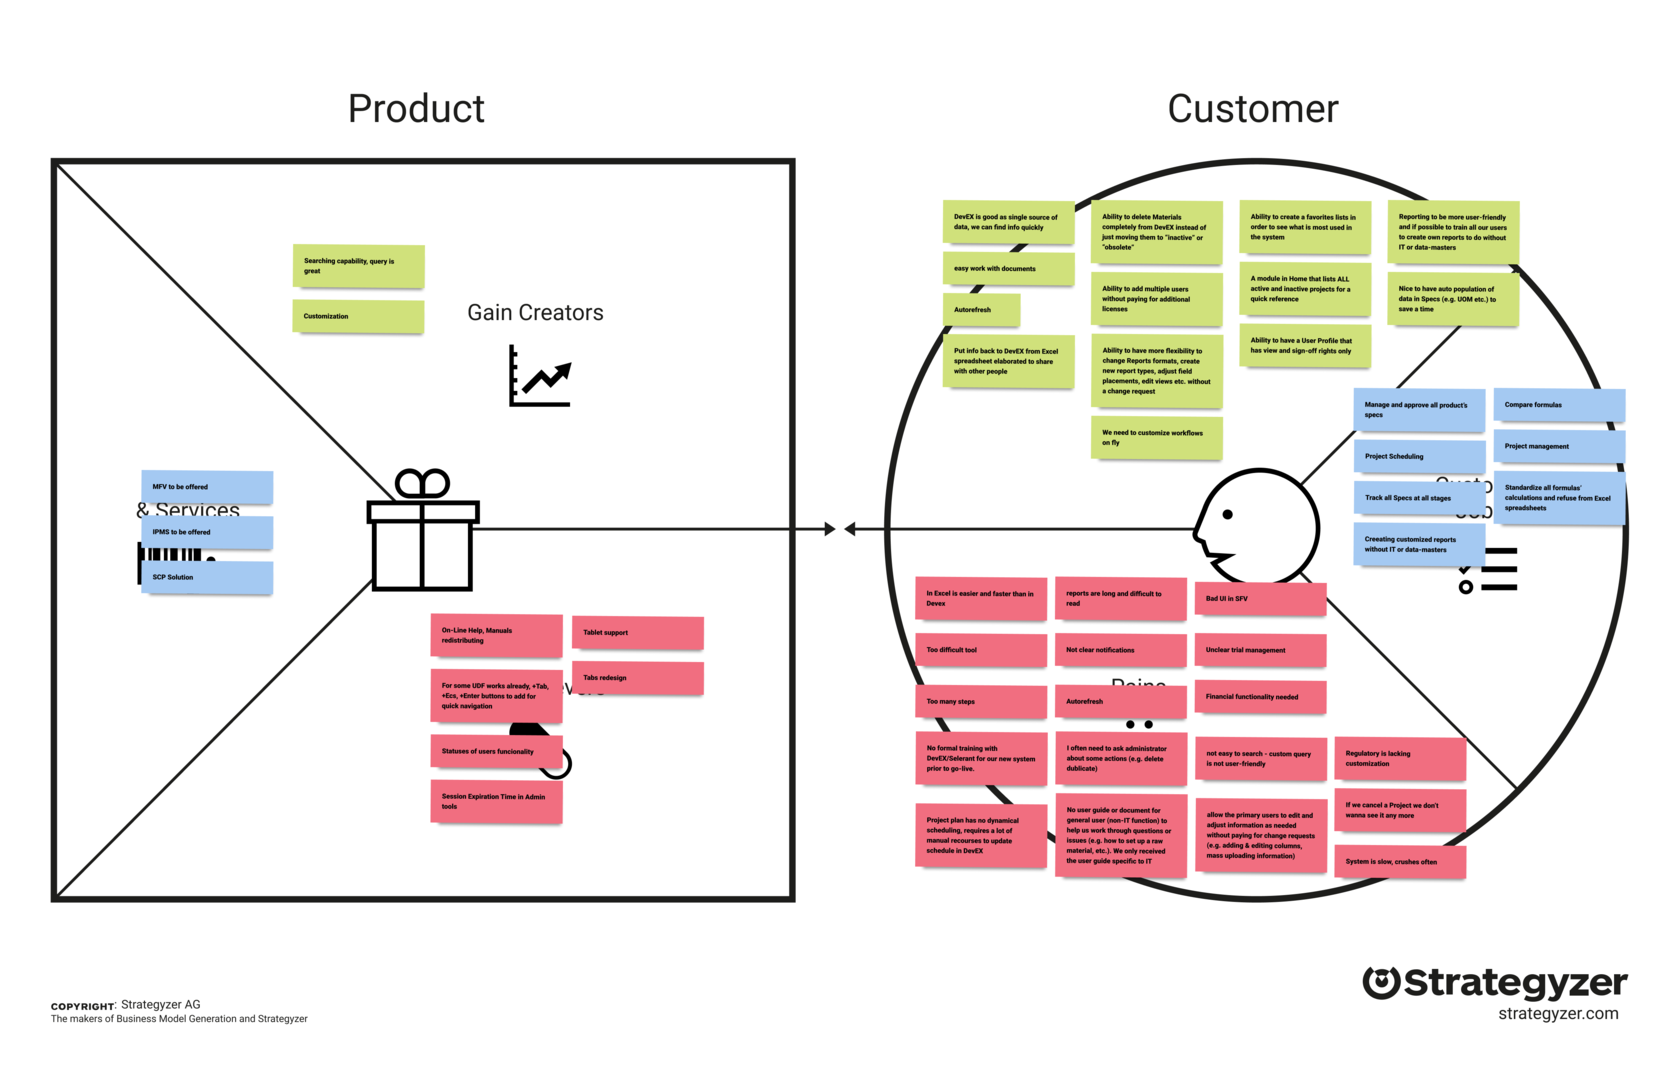 Product
Customer
Searching capability, query is
great
Customization
Gain Creators
MFV to be offered
& Services
IPMS to be offered
SCP Solution
On-Line Help, Manuals
redistributing
For some UDF works already, +Tab,
+Ecs, +Enter buttons to add for
quick navigation
Statuses of users funcionality
Session Expiration Time in Admin
tools
Tablet support
Tabs redesign
DevEX is good as single source of
data, we can find info quickly
easy work with documents
Autorefresh
Put info back to DevEX from Excel
spreadsheet elaborated to share
with other people
Ability to delete Materials
completely from DevEX instead of
just moving them to "inactive" or
"obsolete"
Ability to add multiple users
without paying for additional
licenses
Ability to have more flexibility to
change Reports formats, create
new report types, adjust field
placements, edit views etc. without
a change request
We need to customize workflows
on fly
Ability to create a favorites lists in
order to see what is most used in
the system
A module in Home that lists ALL
active and inactive projects for a
quick reference
Ability to have a User Profile that
has view and sign-off rights only
Reporting to be more user-friendly
and if possible to train all our users
to create own reports to do without
IT or data-masters
Nice to have auto population of
data in Specs (e.g. UOM etc.) to
save a time
Manage and approve all product's
specs
Project Scheduling
Track all Specs at all stages
Creeating customized reports
without IT or data-masters
Compare formulas
Project management
Standardize all formulas'
calculations and refuse from Excel
spreadsheets
In Excel is easier and faster than in
Devex
Too difficult tool
Too many steps
No formal training with
DevEX/Selerant for our new system
prior to go-live.
Project plan has no dynamical
scheduling, requires a lot of
manual recourses to update
schedule in DevEX
reports are long and difficult to
read
Not clear notifications
Pains
Autorefresh
I often need to ask administrator
about some actions (e.g. delete
dublicate)
No user guide or document for
general user (non-IT function) to
help us work through questions or
issues (e.g. how to set up a raw
material, etc.). We only received
the user guide specific to IT
Bad UI in SFV
Unclear trial management
Financial functionality needed
not easy to search - custom query
is not user-friendly
allow the primary users to edit and
adjust information as needed
without paying for change requests
(e.g. adding & editing columns,
mass uploading information)
Regulatory is lacking
customization
If we cancel a Project we don't
wanna see it any more
System is slow, crushes often
COPYRIGHT: Strategyzer AG
The makers of Business Model Generation and Strategyzer
Strategyzer
strategyzer.com